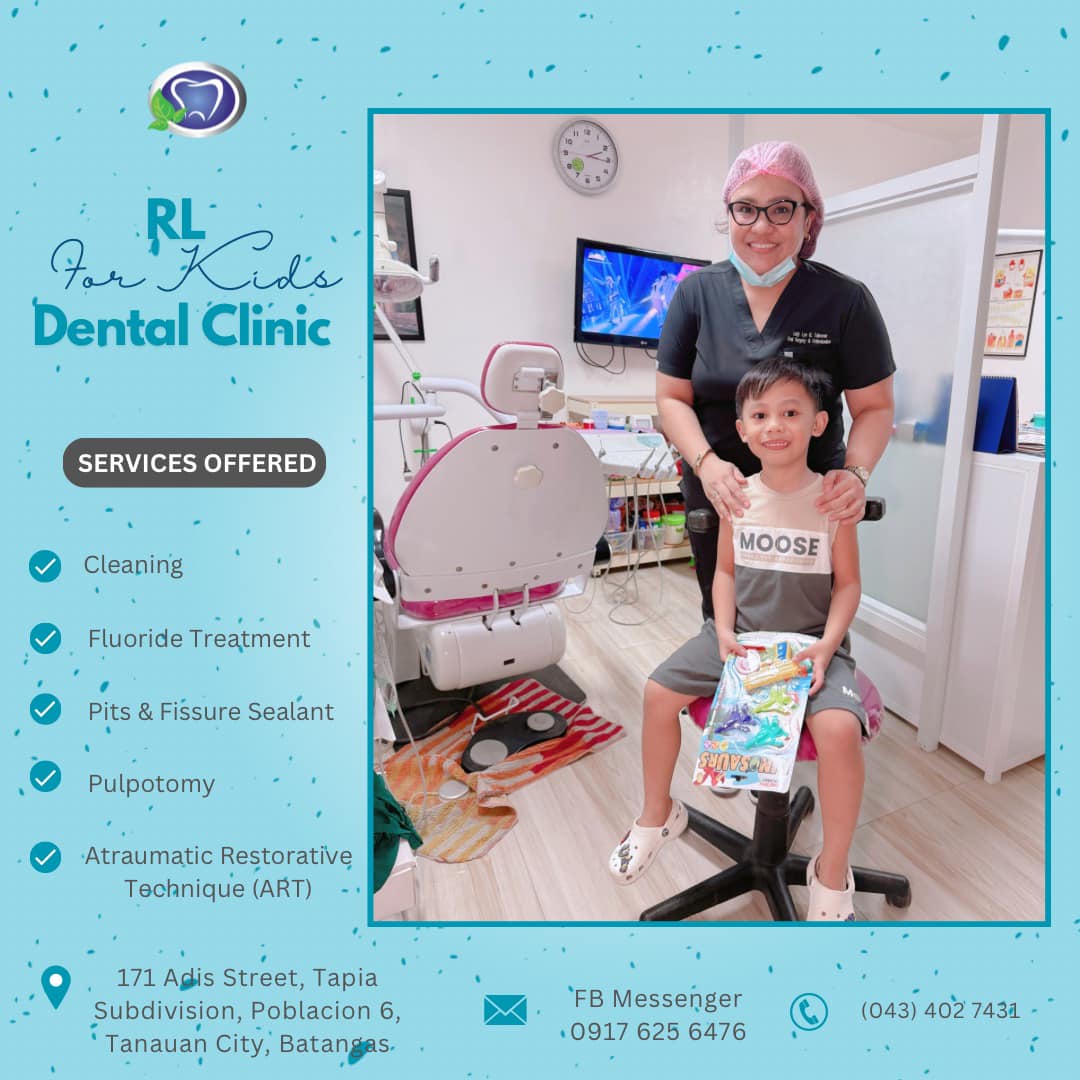 RL
For Kids
Dental Clinic
SERVICES OFFERED
Cleaning
Fluoride Treatment
Pits & Fissure Sealant
Pulpotomy
Atraumatic Restorative
Technique (ART)
MOOSE
171 Adis Street, Tapia
Subdivision, Poblacion 6,
Tanauan City, Batangas
FB Messenger
0917 625 6476
(043) 402 7431